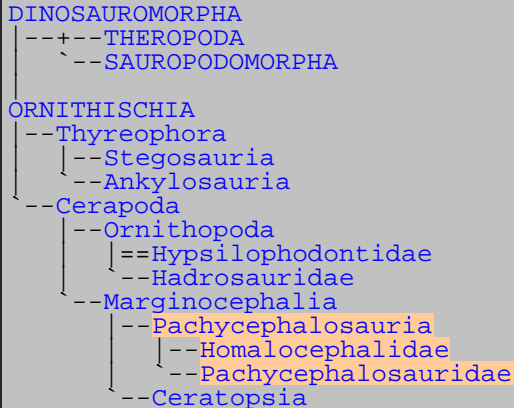 DINOSAUROMORPHA
|--+--THEROPODA
|  `--SAUROPODOMORPHA
|
ORNITHISCHIA
|--Thyreophora
|  |--Stegosauria
|  `--Ankylosauria
`--Cerapoda
   |--Ornithopoda
   |  |==Hypsilophodontidae
   |  `--Hadrosauridae
   `--Marginocephalia
      |--Pachycephalosauria
      |  |--Homalocephalidae
      |  `--Pachycephalosauridae
      `--Ceratopsia